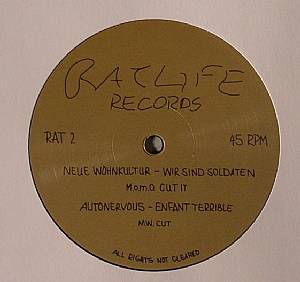 RATLIFE
RECORDS
RAT 2 45 RPM
NEUE WOHNKULTUR - WIR SIND SOLDATEN
M.O.M.O. CUT IT
AUTONERVOUS - ENFANT TERRIBLE
M.W. CUT
ALL RIGHTS NOT CLEARED